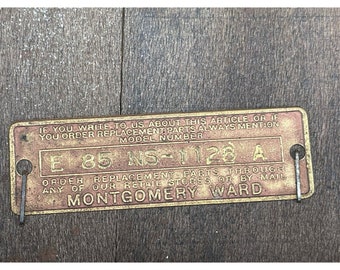 IF YOU WRITE TO US ABOUT THIS ARTICLE OR IF
YOU ORDER REPLACEMENT PARTS ALWAYS MENTION
MODEL NUMBER
E 85 NS-1128 A
ORDER REPLACEMENT PARTS THROUGH
ANY OF OUR RETAIL STORES OR BY MAIL
MONTGOMERY WARD